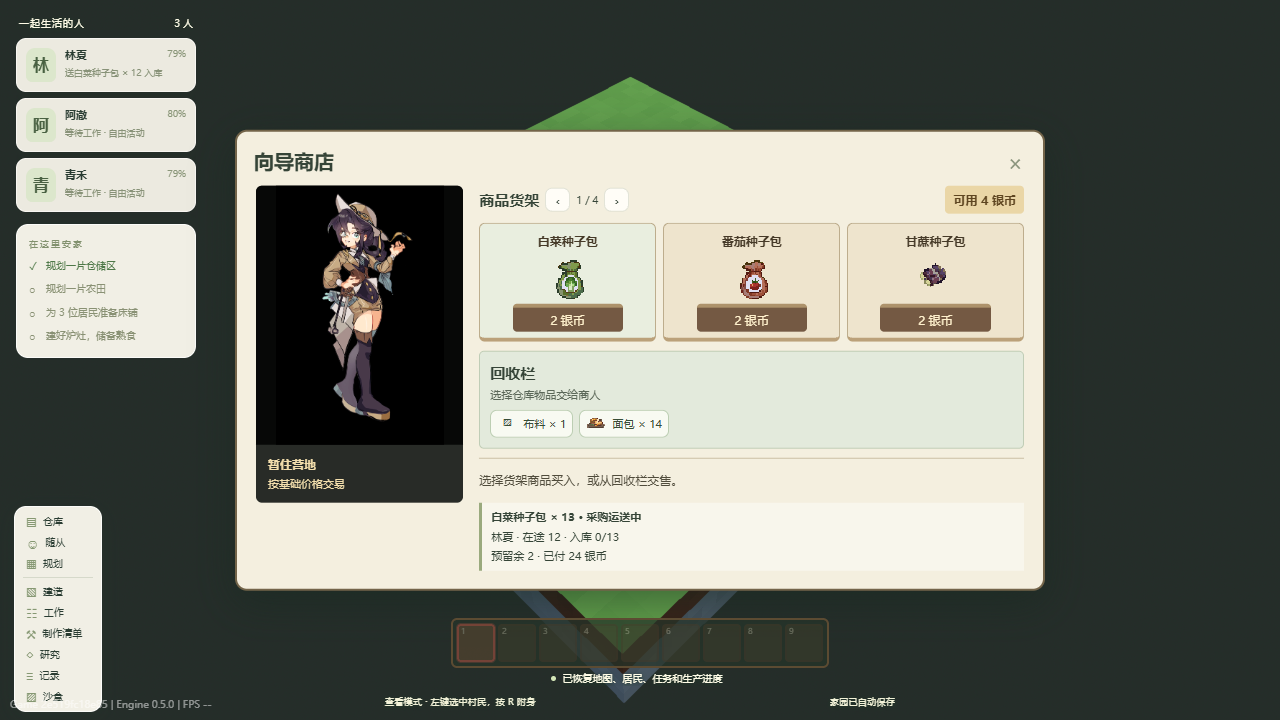 一起生活的人 3 人
林 林夏 79%
送白菜种子包 × 12 入库
阿 阿澈 80%
等待工作 · 自由活动
青 青禾 79%
等待工作 · 自由活动
在这里安家
✓ 规划一片仓储区
○ 规划一片农田
○ 为 3 位居民准备床铺
○ 建好炉灶，储备熟食
仓库
随从
规划
建造
工作
制作清单
研究
记录
沙盒
| Engine 0.5.0 | FPS --
向导商店 ×
暂住营地
按基础价格交易
商品货架 ‹ 1 / 4 › 可用 4 银币
白菜种子包
2 银币
番茄种子包
2 银币
甘蔗种子包
2 银币
回收栏
选择仓库物品交给商人
布料 × 1 面包 × 14
选择货架商品买入，或从回收栏交售。
白菜种子包 × 13 • 采购运送中
林夏 · 在途 12 · 入库 0/13
预留余 2 · 已付 24 银币
1 2 3 4 5 6 7 8 9
已恢复地图、居民、任务和生产进度
查看模式 · 左键选中村民，按 R 附身
家园已自动保存